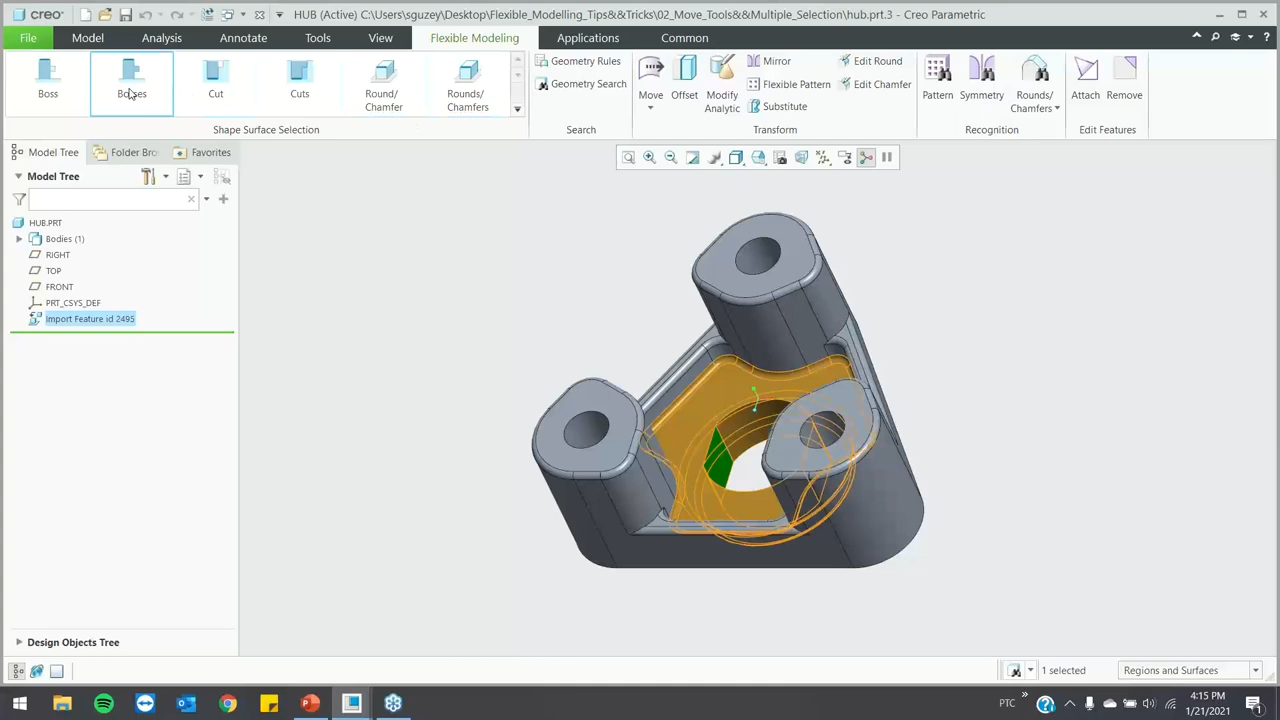 creo
HUB (Active) C:\Users\sguzey\Desktop\Flexible_Modelling_Tips&&Tricks\02_Move_Tools&&Multiple_Selection\hub.prt.3 - Creo Parametric
File Model Analysis Annotate Tools View Flexible Modeling Applications Common
Boss
Bosses
Cut
Cuts
Round/
Chamfer
Rounds/
Chamfers
Shape Surface Selection
Geometry Rules
Geometry Search
Search
Move
Offset
Modify
Analytic
Mirror
Flexible Pattern
Substitute
Edit Round
Edit Chamfer
Transform
Pattern
Symmetry
Rounds/
Chamfers
Recognition
Attach
Remove
Edit Features
Model Tree Folder Bro Favorites
Model Tree
HUB.PRT
Bodies (1)
RIGHT
TOP
FRONT
PRT_CSYS_DEF
Import Feature id 2495
Design Objects Tree
1 selected
Regions and Surfaces
PTC
4:15 PM
1/21/2021